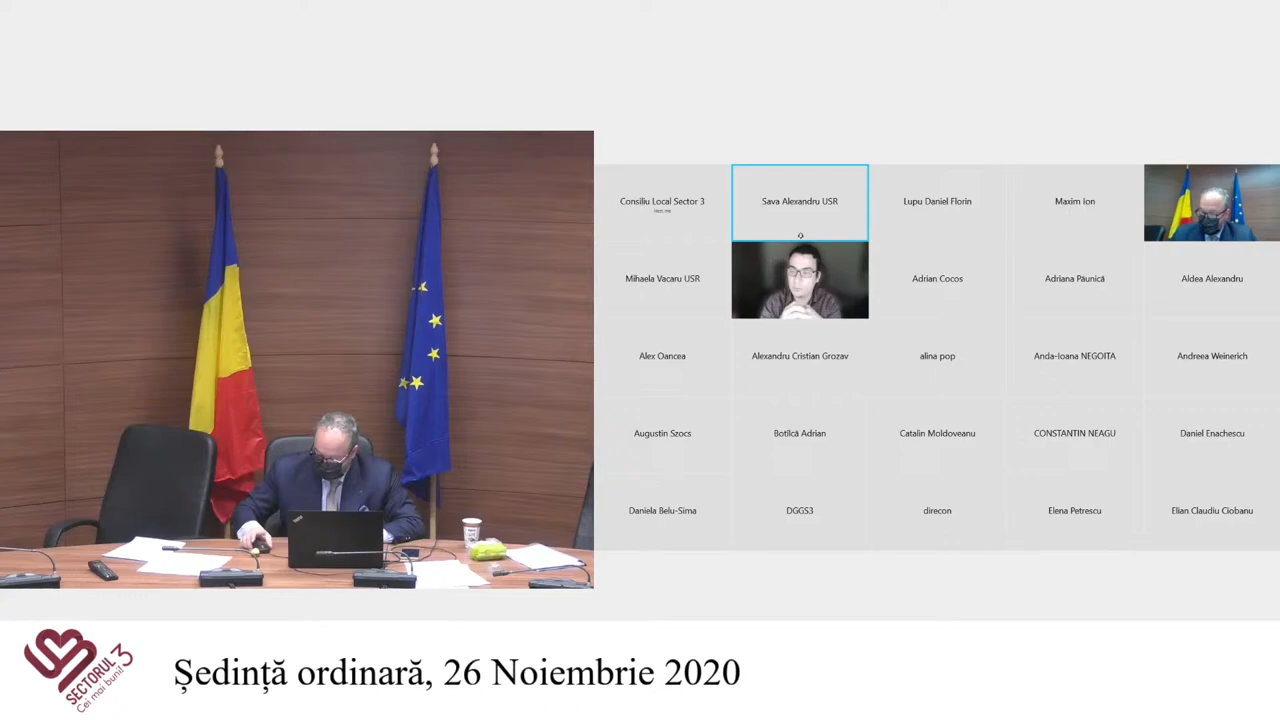 Consiliu Local Sector 3
Sava Alexandru USR
Lupu Daniel Florin
Maxim Ion
Mihaela Vacaru USR
Adrian Cocos
Adriana Păunică
Aldea Alexandru
Alex Oancea
Alexandru Cristian Grozav
alina pop
Anda-Ioana NEGOITA
Andreea Weinerich
Augustin Szocs
Botîlcă Adrian
Catalin Moldoveanu
CONSTANTIN NEAGU
Daniel Enachescu
Daniela Belu-Sima
DGGS3
direcon
Elena Petrescu
Elian Claudiu Ciobanu
SECTORUL 3
Cei mai buni!
Ședință ordinară, 26 Noiembrie 2020